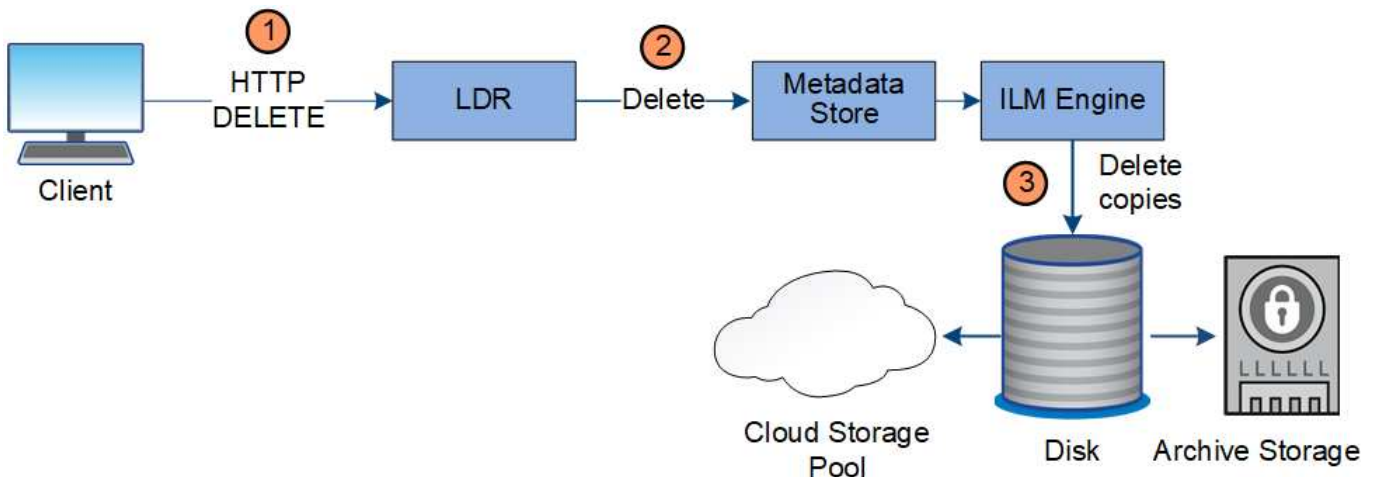 1
HTTP
DELETE
Client
LDR
2
Delete
Metadata
Store
ILM Engine
3
Delete
copies
Cloud Storage
Pool
Disk
LLLLLL
Archive Storage